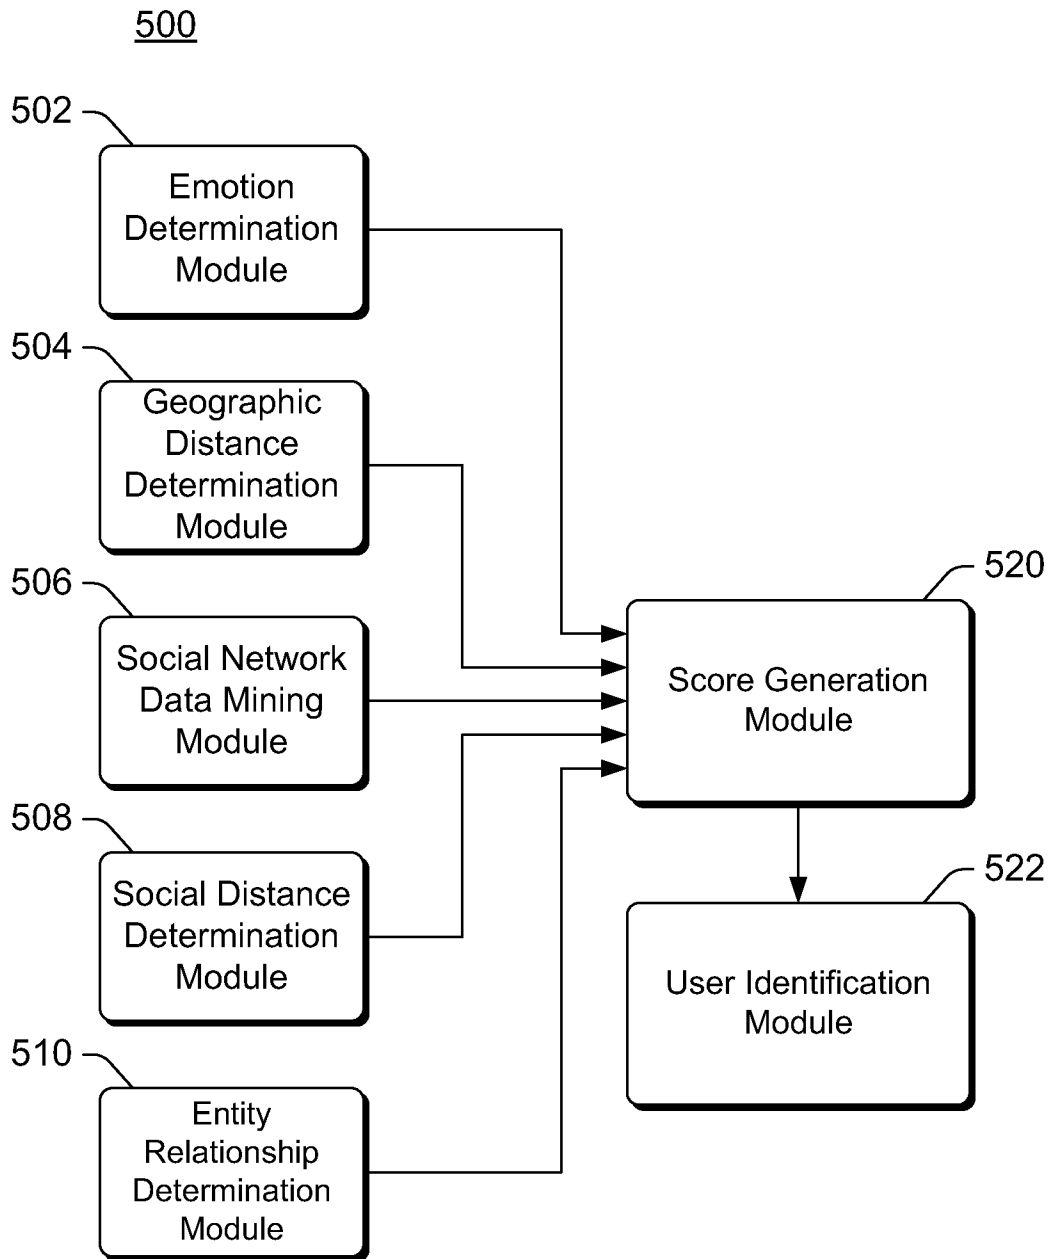 500
502
Emotion
Determination
Module
504
Geographic
Distance
Determination
Module
506
Social Network
Data Mining
Module
508
Social Distance
Determination
Module
510
Entity
Relationship
Determination
Module
520
Score Generation
Module
522
User Identification
Module